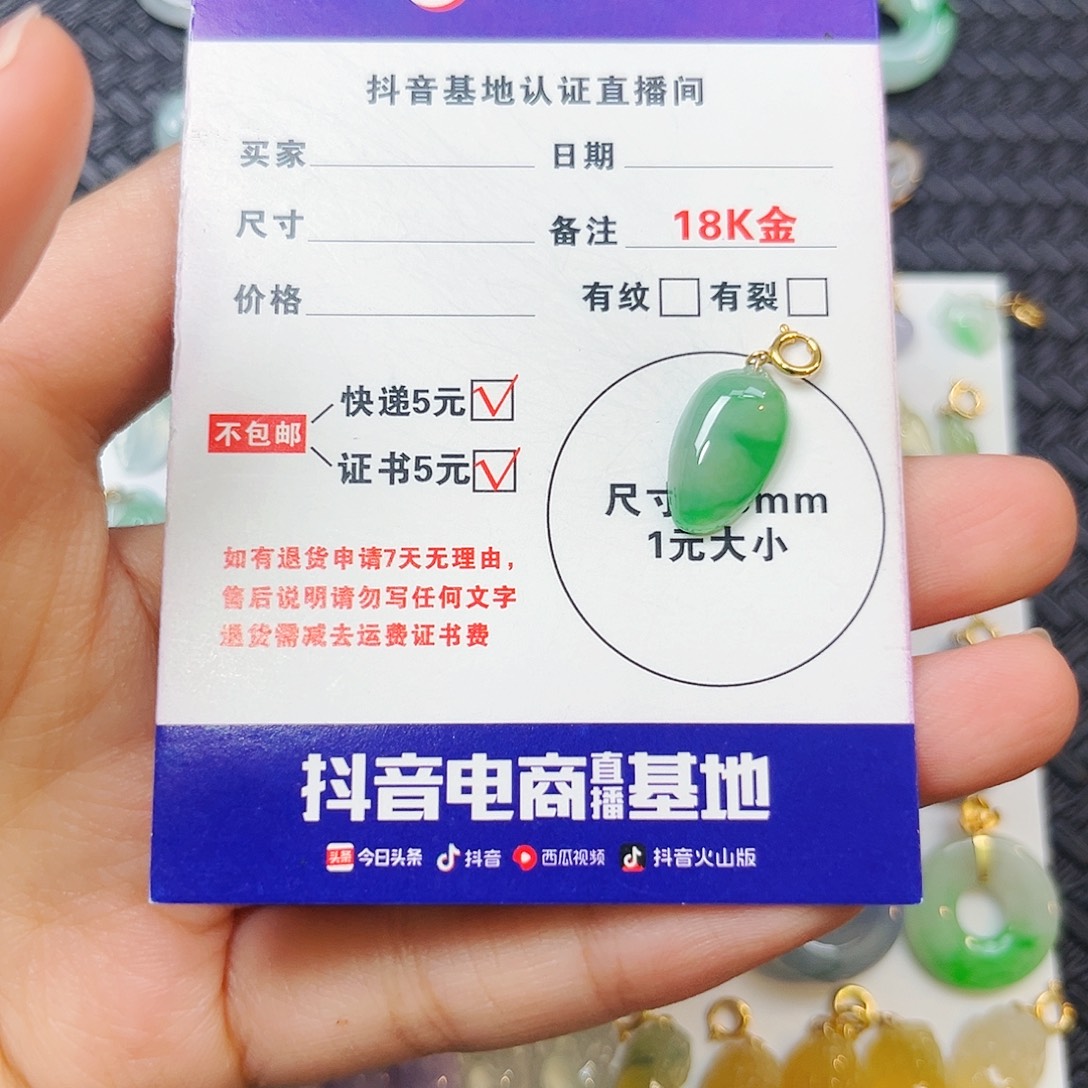 抖音基地认证直播间
买家 日期
尺寸 备注 18K金
价格 有纹 有裂
不包邮
快递5元
证书5元
如有退货申请7天无理由，
售后说明请勿写任何文字
退货需减去运费证书费
尺寸 mm
1元大小
抖音电商直播基地
头条 今日头条 抖音 西瓜视频 抖音火山版